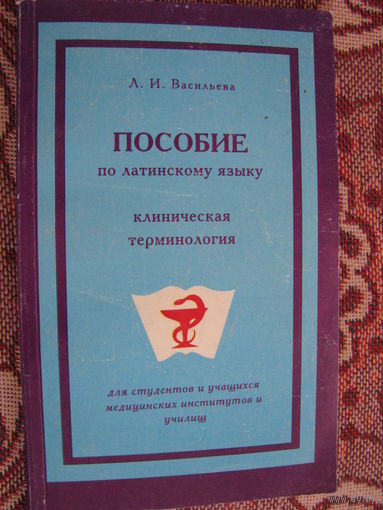 Л. И. Васильева
ПОСОБИЕ
ПО ЛАТИНСКОМУ ЯЗЫКУ
КЛИНИЧЕСКАЯ
ТЕРМИНОЛОГИЯ
для студентов и учащихся
медицинских институтов и
училищ